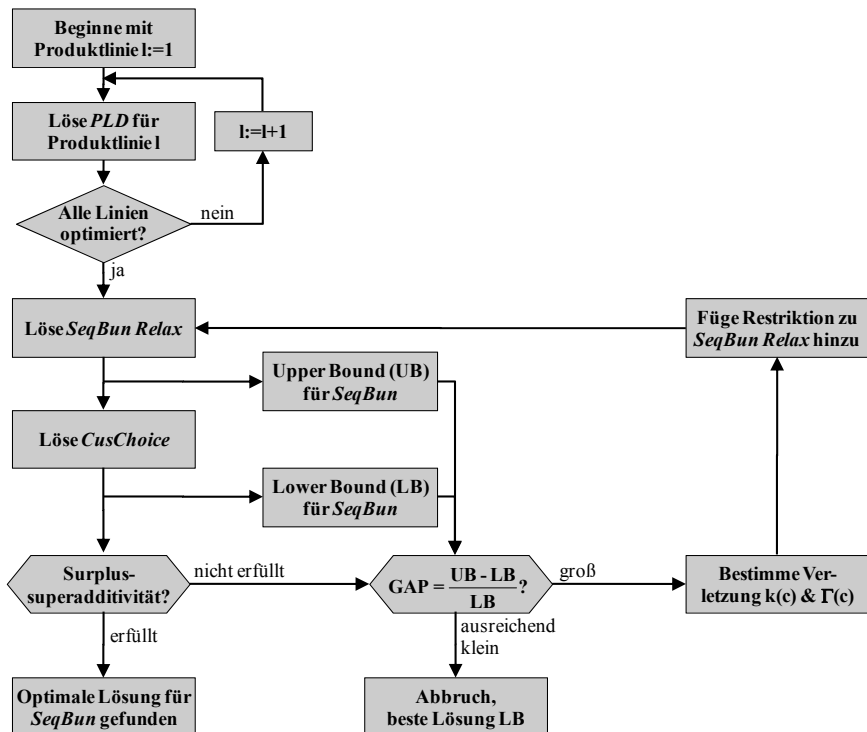 Beginne mit
Produktlinie l:=1
Löse PLD für
Produktlinie l
l:=l+1
Alle Linien
optimiert?
nein
ja
Löse SeqBun Relax
Füge Restriktion zu
SeqBun Relax hinzu
Upper Bound (UB)
für SeqBun
Löse CusChoice
Lower Bound (LB)
für SeqBun
Surplus-
superadditivität?
nicht erfüllt
GAP = UB - LB / LB ?
groß
Bestimme Ver-
letzung k(c) & Γ(c)
erfüllt
ausreichend
klein
Optimale Lösung für
SeqBun gefunden
Abbruch,
beste Lösung LB